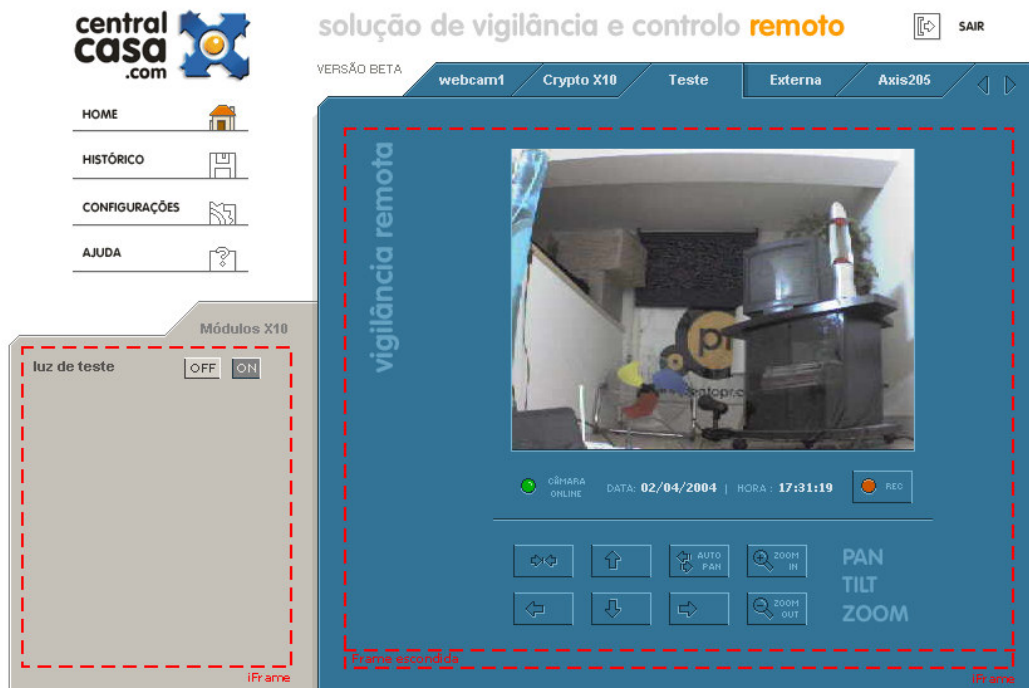 central
casa
.com
solução de vigilância e controlo remoto
SAIR
VERSÃO BETA
webcam1
Crypto X10
Teste
Externa
Axis205
HOME
HISTÓRICO
CONFIGURAÇÕES
AJUDA
Módulos X10
luz de teste
OFF
ON
iFrame
vigilância remota
pr
CÂMARA
ONLINE
DATA: 02/04/2004 | HORA : 17:31:19
REC
AUTO
PAN
ZOOM
IN
ZOOM
OUT
PAN
TILT
ZOOM
Frame escondida
iFrame